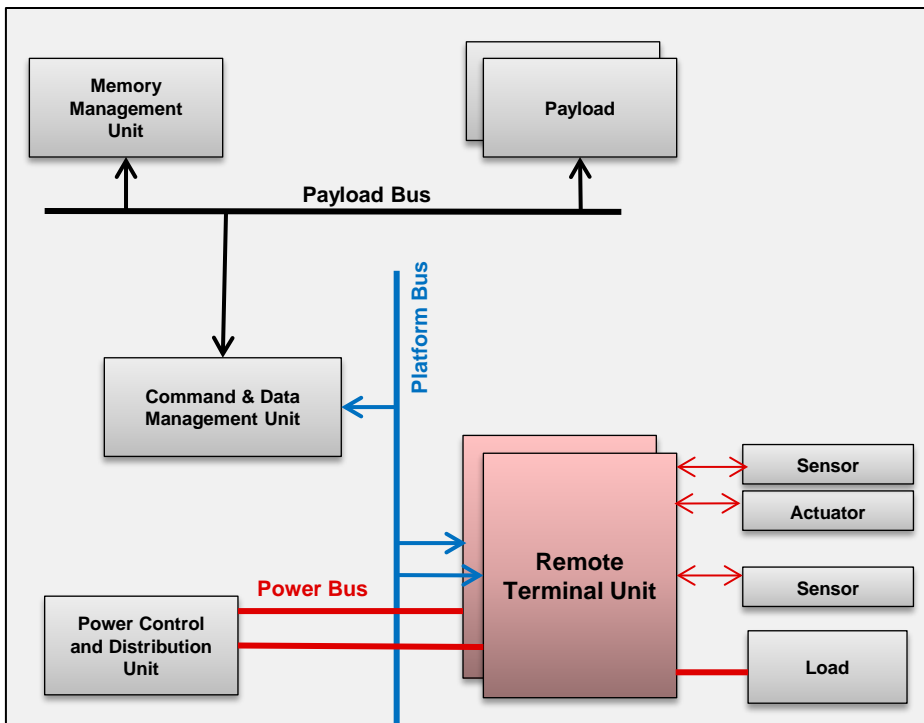 Memory
Management
Unit
Payload
Payload Bus
Platform Bus
Command & Data
Management Unit
Sensor
Actuator
Remote
Terminal Unit
Sensor
Power Bus
Power Control
and Distribution
Unit
Load